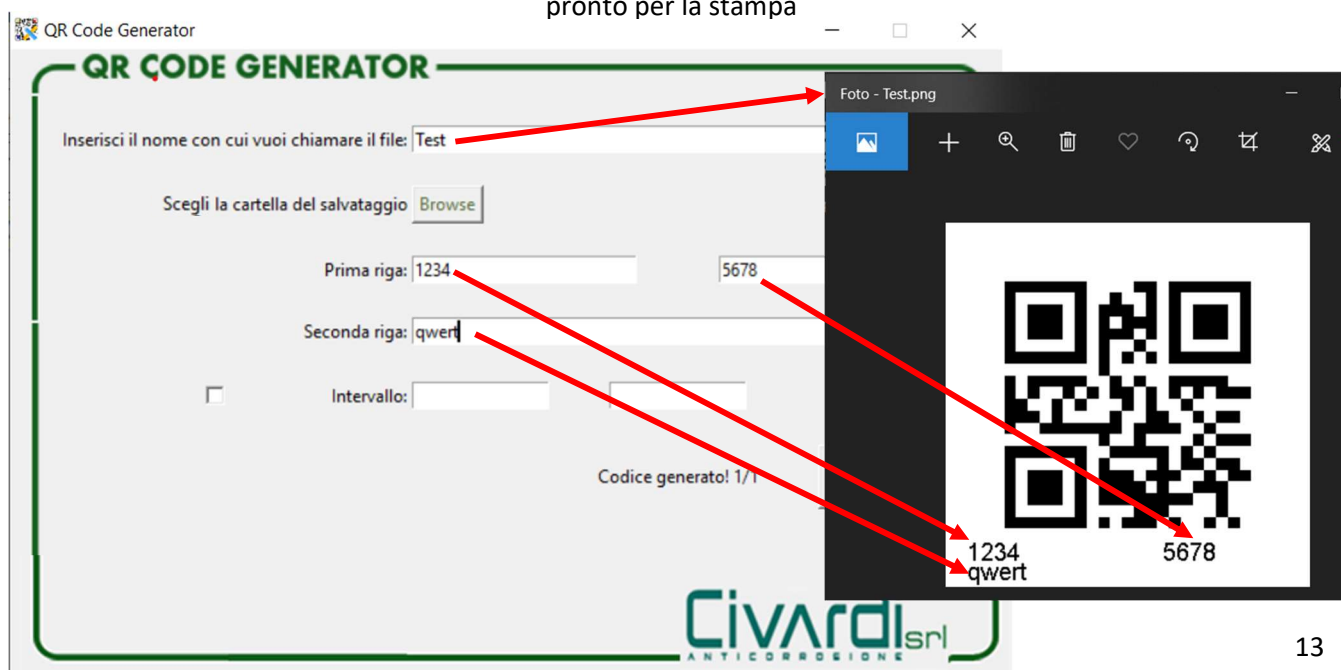 pronto per la stampa
QR Code Generator
QR CODE GENERATOR
Foto - Test.png
Inserisci il nome con cui vuoi chiamare il file: Test
Scegli la cartella del salvataggio Browse
Prima riga: 1234 5678
Seconda riga: qwert
Intervallo:
Codice generato! 1/1
1234 5678
qwert
Civardi srl
ANTICORROSIONE
13